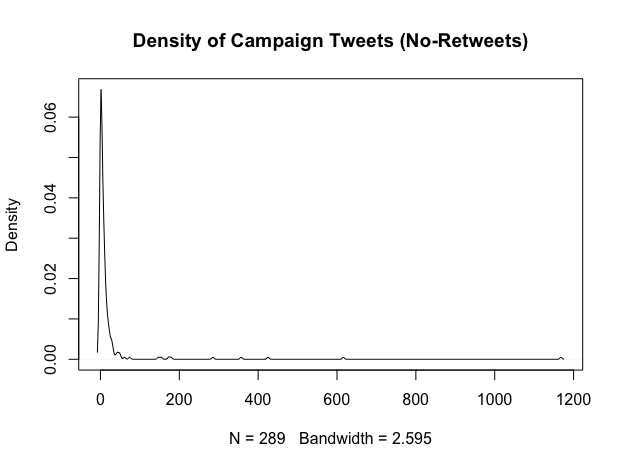 Density of Campaign Tweets (No-Retweets)
Density
0.06
0.04
0.02
0.00
0 200 400 600 800 1000 1200
N = 289 Bandwidth = 2.595